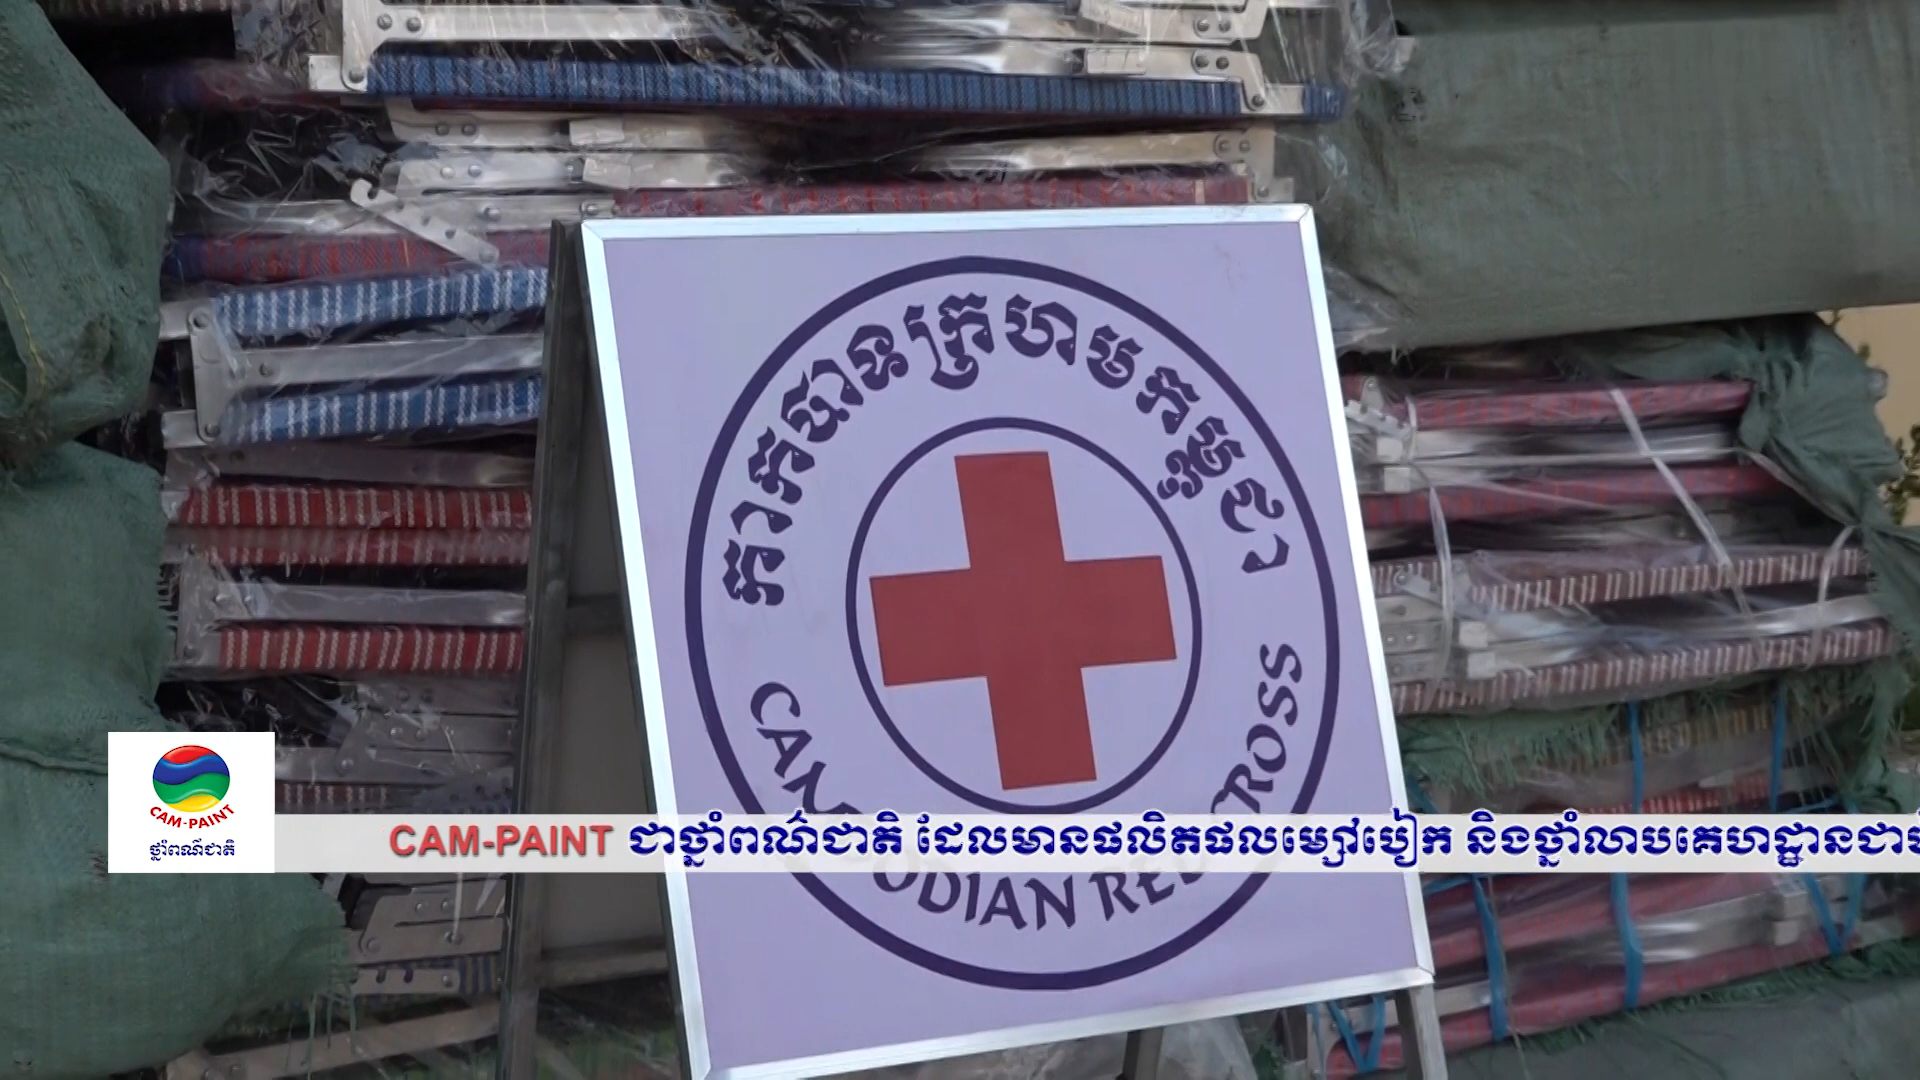 កាកបាទក្រហមកម្ពុជា
CAMBODIAN RED CROSS
CAM-PAINT
ថ្នាំពណ៌ជាតិ
CAM-PAINT ជាថ្នាំពណ៌ជាតិ ដែលមានផលិតផលម្សៅបៀក និងថ្នាំលាបគេហដ្ឋានជា